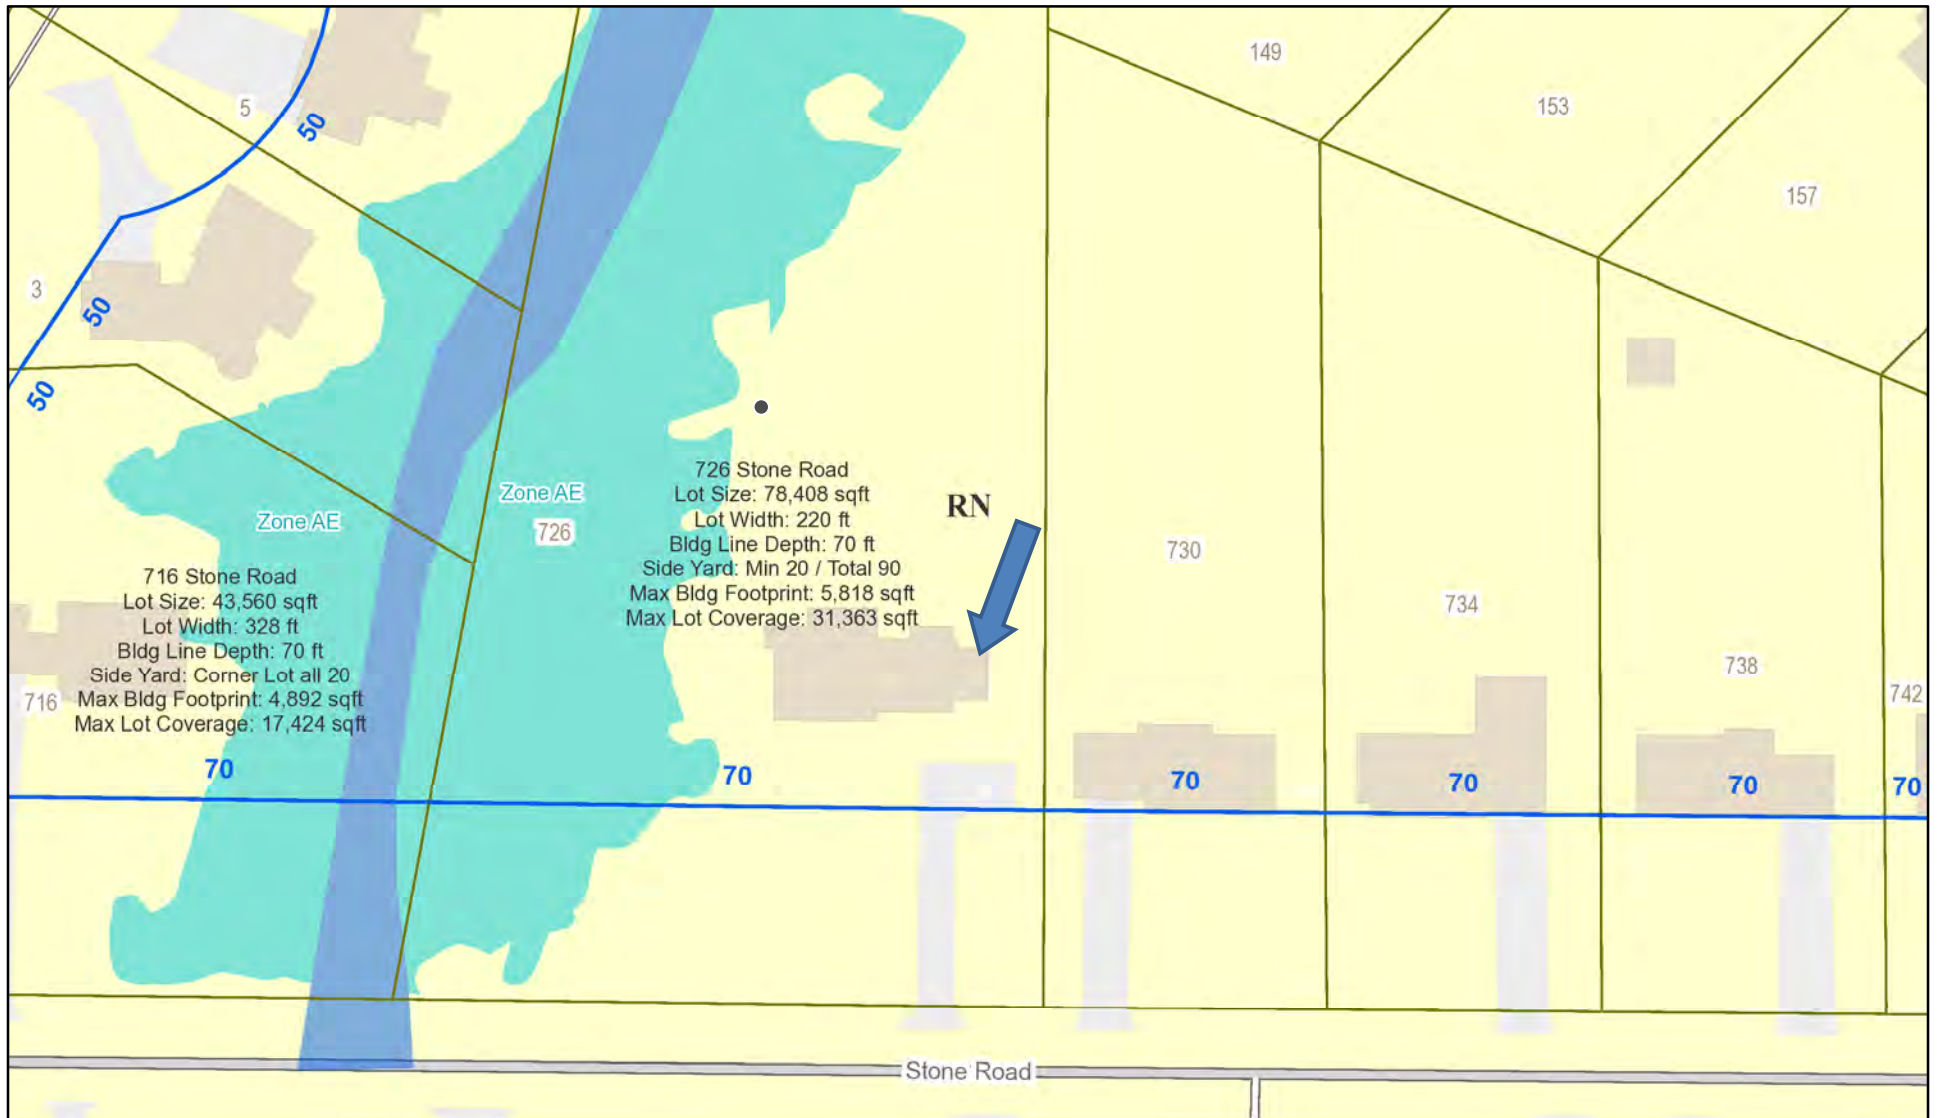 149
153
5
50
157
3
50
50
726 Stone Road
Lot Size: 78,408 sqft
Lot Width: 220 ft
Bldg Line Depth: 70 ft
Side Yard: Min 20 / Total 90
Max Bldg Footprint: 5,818 sqft
Max Lot Coverage: 31,363 sqft
RN
Zone AE
726
Zone AE
730
716 Stone Road
Lot Size: 43,560 sqft
Lot Width: 328 ft
Bldg Line Depth: 70 ft
Side Yard: Corner Lot all 20
Max Bldg Footprint: 4,892 sqft
Max Lot Coverage: 17,424 sqft
734
738
742
716
70
70
70
70
70
70
Stone Road